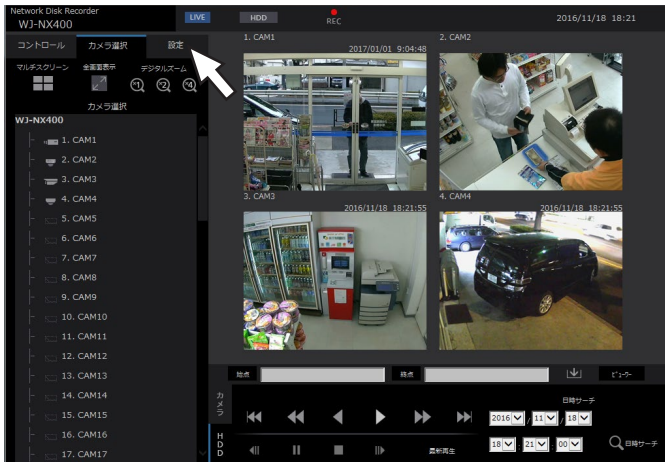 Network Disk Recorder
WJ-NX400
LIVE
HDD
REC
2016/11/18 18:21
コントロール
カメラ選択
設定
マルチスクリーン
全画面表示
デジタルズーム
×1
×2
×4
カメラ選択
WJ-NX400
1. CAM1
2. CAM2
3. CAM3
4. CAM4
5. CAM5
6. CAM6
7. CAM7
8. CAM8
9. CAM9
10. CAM10
11. CAM11
12. CAM12
13. CAM13
14. CAM14
15. CAM15
16. CAM16
17. CAM17
1. CAM1
2017/01/01 9:04:48
2. CAM2
3. CAM3
2016/11/18 18:21:55
4. CAM4
2016/11/18 18:21:55
始点
終点
ビューワー
カメラ
HDD
日時サーチ
2016 / 11 / 18
最新再生
18 : 21 : 00
日時サーチ